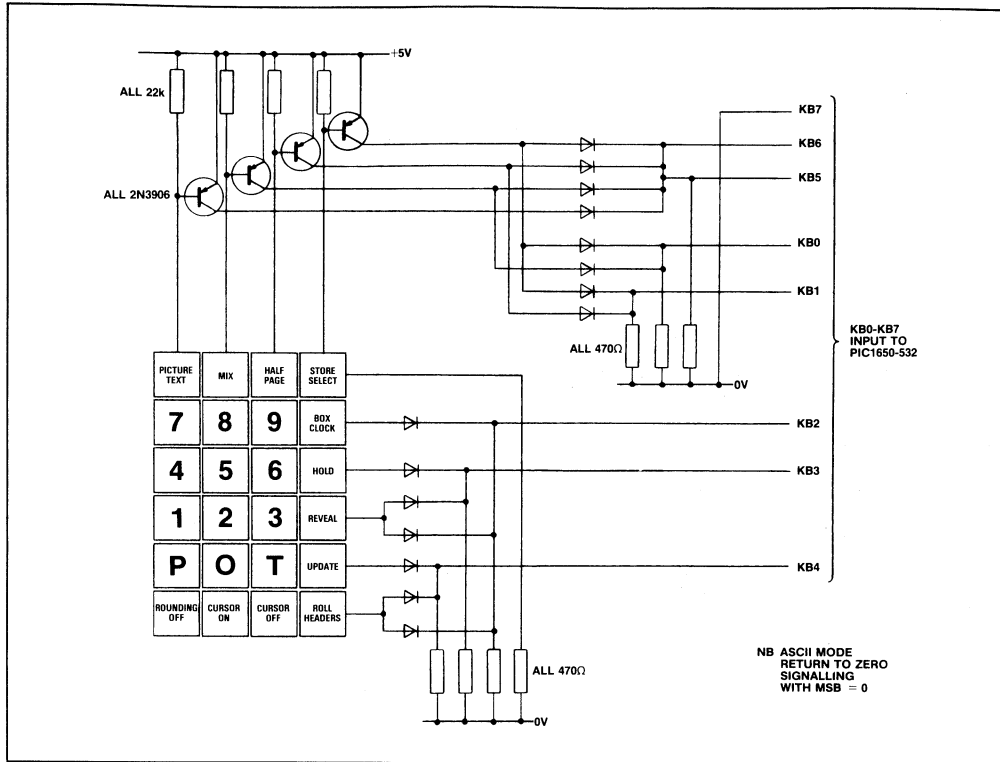 +5V
ALL 22k
KB7
KB6
ALL 2N3906
KB5
KB0
KB1
ALL 470Ω
KB0-KB7
INPUT TO
PIC1650-532
0V
PICTURE
TEXT
MIX
HALF
PAGE
STORE
SELECT
7
8
9
BOX
CLOCK
KB2
4
5
6
HOLD
KB3
1
2
3
REVEAL
P
O
T
UPDATE
KB4
ROUNDING
OFF
CURSOR
ON
CURSOR
OFF
ROLL
HEADERS
ALL 470Ω
0V
NB ASCII MODE
RETURN TO ZERO
SIGNALLING
WITH MSB = 0